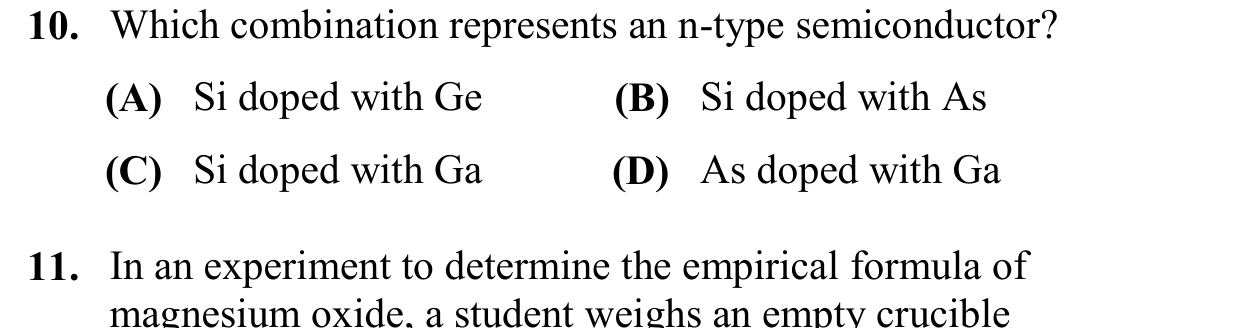 10. Which combination represents an n-type semiconductor?
(A) Si doped with Ge (B) Si doped with As
(C) Si doped with Ga (D) As doped with Ga
11. In an experiment to determine the empirical formula of
magnesium oxide, a student weighs an empty crucible